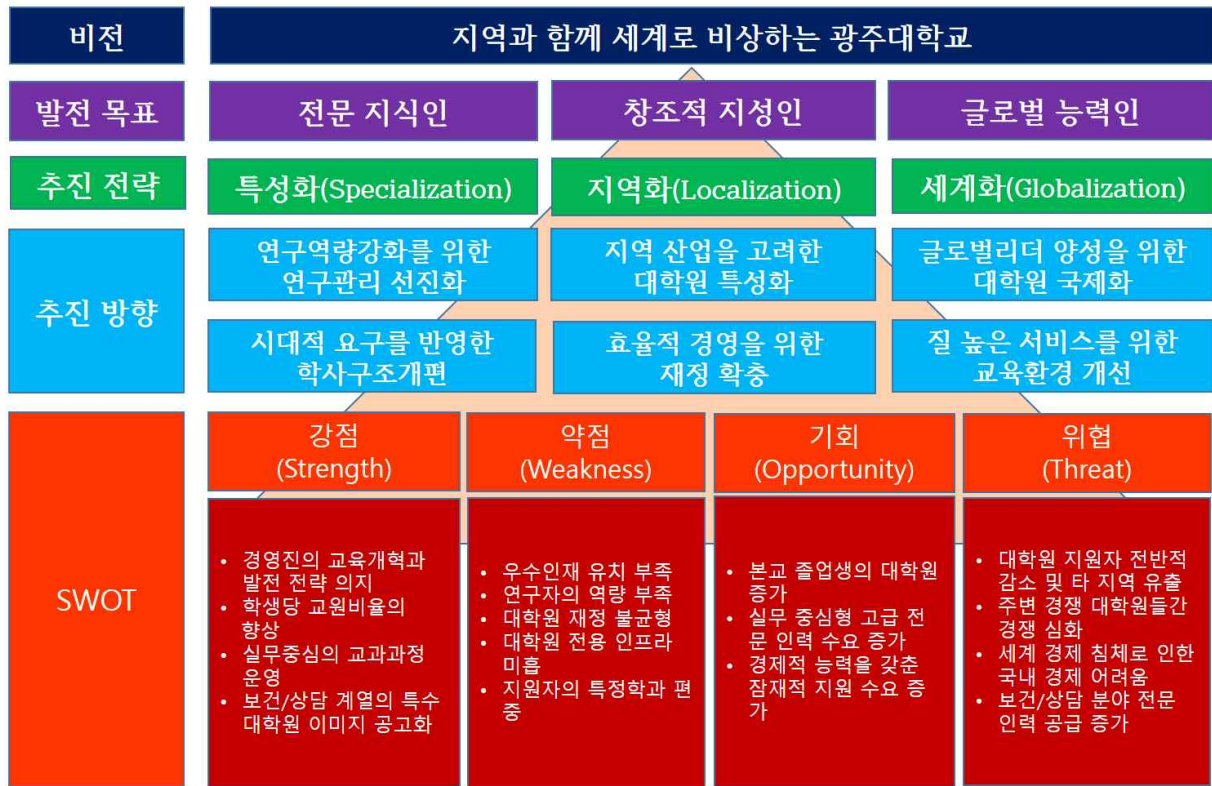 비전
지역과 함께 세계로 비상하는 광주대학교
발전 목표
전문 지식인
창조적 지성인
글로벌 능력인
추진 전략
특성화(Specialization)
지역화(Localization)
세계화(Globalization)
추진 방향
연구역량강화를 위한
연구관리 선진화
지역 산업을 고려한
대학원 특성화
글로벌리더 양성을 위한
대학원 국제화
시대적 요구를 반영한
학사구조개편
효율적 경영을 위한
재정 확충
질 높은 서비스를 위한
교육환경 개선
SWOT
강점
(Strength)
약점
(Weakness)
기회
(Opportunity)
위협
(Threat)
• 경영진의 교육개혁과
발전 전략 의지
• 학생당 교원비율의
향상
• 실무중심의 교과과정
운영
• 보건/상담 계열의 특수
대학원 이미지 공고화
• 우수인재 유치 부족
• 연구자의 역량 부족
• 대학원 재정 불균형
• 대학원 전용 인프라
미흡
• 지원자의 특정학과 편
중
• 본교 졸업생의 대학원
증가
• 실무 중심형 고급 전
문 인력 수요 증가
• 경제적 능력을 갖춘
잠재적 지원 수요 증
가
• 대학원 지원자 전반적
감소 및 타 지역 유출
• 주변 경쟁 대학원들간
경쟁 심화
• 세계 경제 침체로 인한
국내 경제 어려움
• 보건/상담 분야 전문
인력 공급 증가